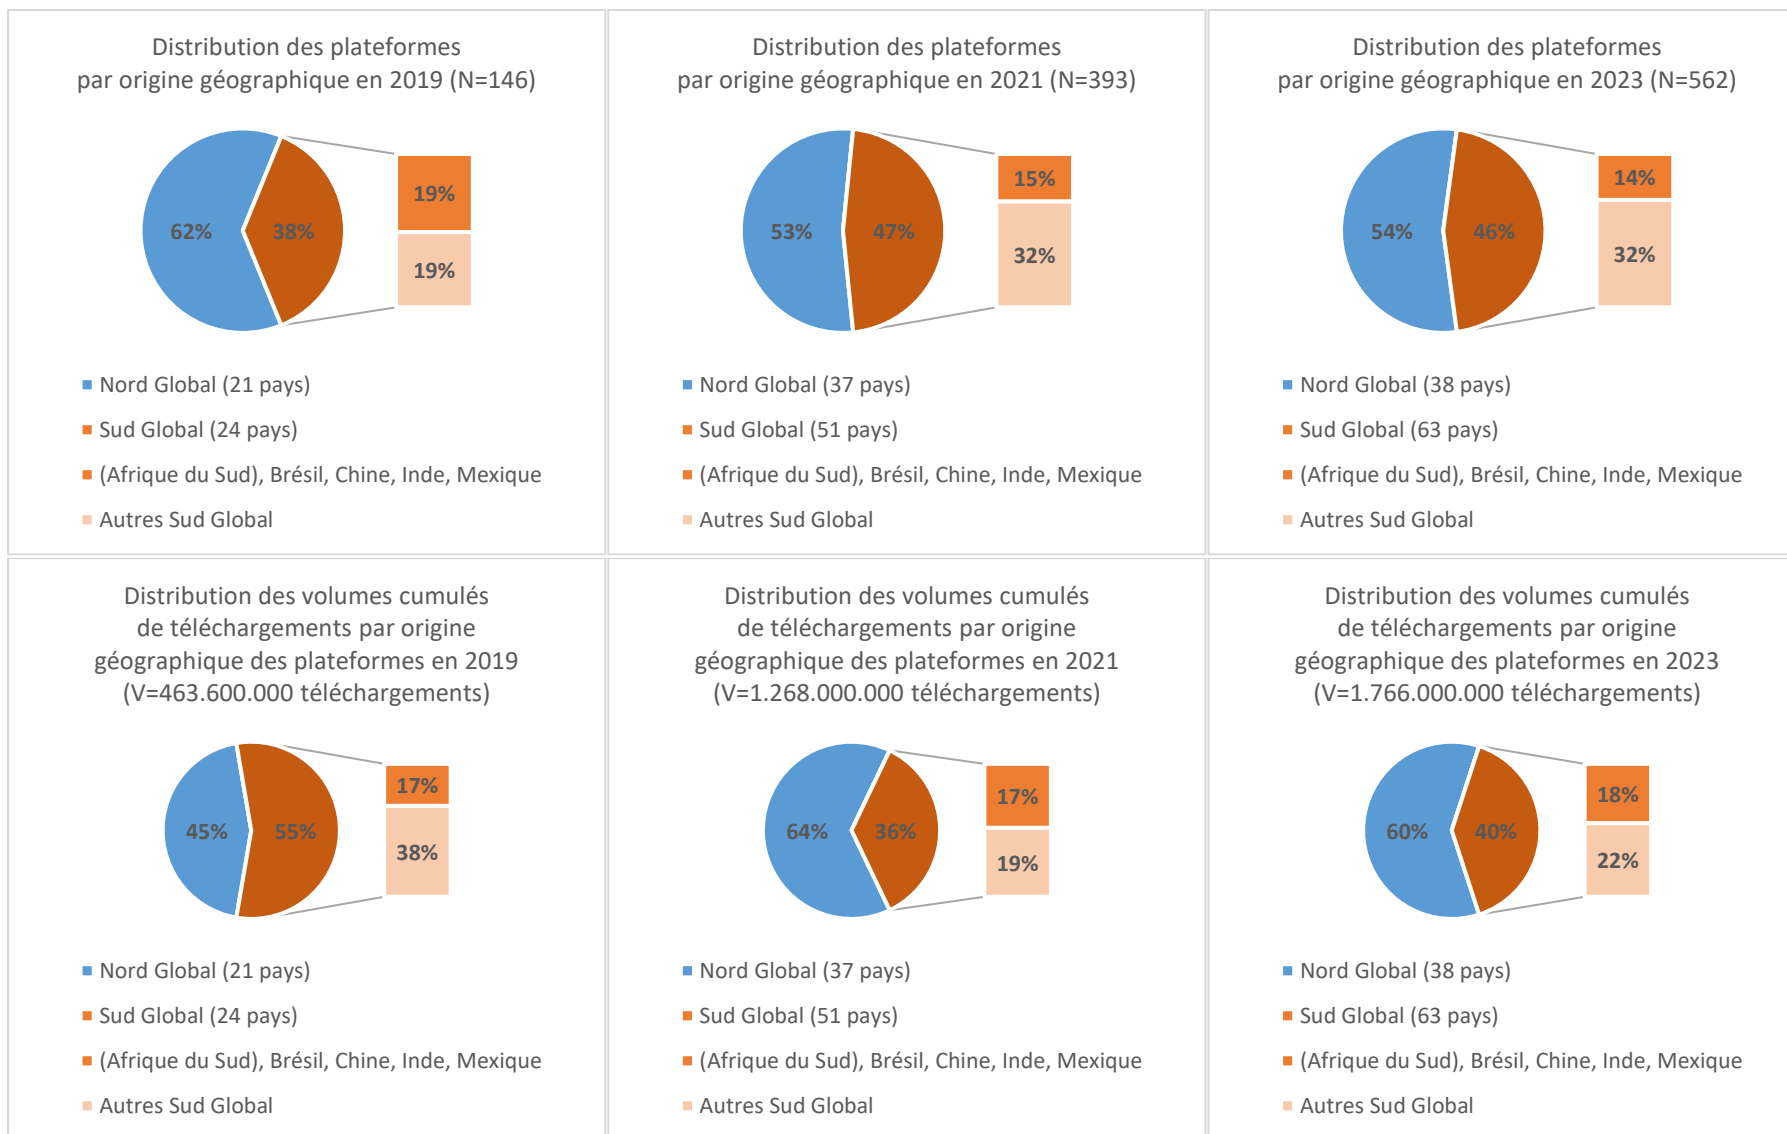 Distribution des plateformes
par origine géographique en 2019 (N=146)
62%
38%
19%
19%
Nord Global (21 pays)
Sud Global (24 pays)
(Afrique du Sud), Brésil, Chine, Inde, Mexique
Autres Sud Global
Distribution des plateformes
par origine géographique en 2021 (N=393)
53%
47%
15%
32%
Nord Global (37 pays)
Sud Global (51 pays)
(Afrique du Sud), Brésil, Chine, Inde, Mexique
Autres Sud Global
Distribution des plateformes
par origine géographique en 2023 (N=562)
54%
46%
14%
32%
Nord Global (38 pays)
Sud Global (63 pays)
(Afrique du Sud), Brésil, Chine, Inde, Mexique
Autres Sud Global
Distribution des volumes cumulés
de téléchargements par origine
géographique des plateformes en 2019
(V=463.600.000 téléchargements)
45%
55%
17%
38%
Nord Global (21 pays)
Sud Global (24 pays)
(Afrique du Sud), Brésil, Chine, Inde, Mexique
Autres Sud Global
Distribution des volumes cumulés
de téléchargements par origine
géographique des plateformes en 2021
(V=1.268.000.000 téléchargements)
64%
36%
17%
19%
Nord Global (37 pays)
Sud Global (51 pays)
(Afrique du Sud), Brésil, Chine, Inde, Mexique
Autres Sud Global
Distribution des volumes cumulés
de téléchargements par origine
géographique des plateformes en 2023
(V=1.766.000.000 téléchargements)
60%
40%
18%
22%
Nord Global (38 pays)
Sud Global (63 pays)
(Afrique du Sud), Brésil, Chine, Inde, Mexique
Autres Sud Global